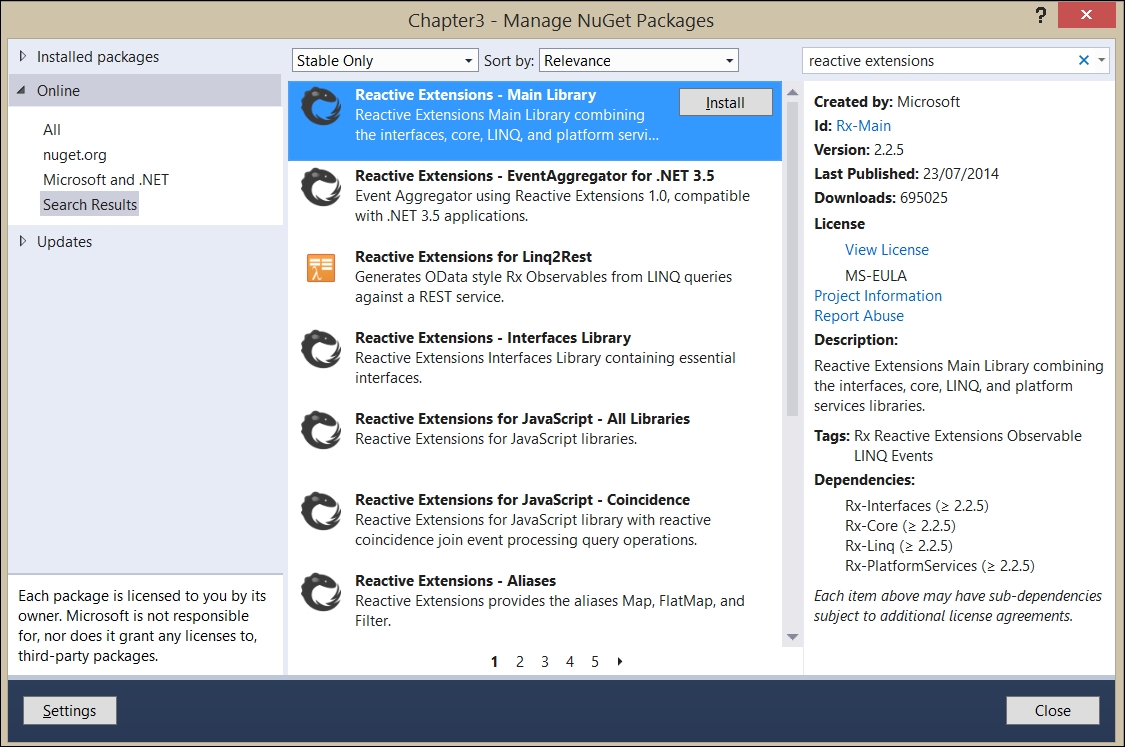 Chapter3 - Manage NuGet Packages
?
Installed packages
Online
All
nuget.org
Microsoft and .NET
Search Results
Updates
Each package is licensed to you by its
owner. Microsoft is not responsible
for, nor does it grant any licenses to,
third-party packages.
Stable Only
Sort by:
Relevance
Reactive Extensions - Main Library
Reactive Extensions Main Library combining
the interfaces, core, LINQ, and platform servi...
Install
Reactive Extensions - EventAggregator for .NET 3.5
Event Aggregator using Reactive Extensions 1.0, compatible
with .NET 3.5 applications.
Reactive Extensions for Linq2Rest
Generates OData style Rx Observables from LINQ queries
against a REST service.
Reactive Extensions - Interfaces Library
Reactive Extensions Interfaces Library containing essential
interfaces.
Reactive Extensions for JavaScript - All Libraries
Reactive Extensions for JavaScript libraries.
Reactive Extensions for JavaScript - Coincidence
Reactive Extensions for JavaScript library with reactive
coincidence join event processing query operations.
Reactive Extensions - Aliases
Reactive Extensions provides the aliases Map, FlatMap, and
Filter.
1 2 3 4 5
reactive extensions
Created by: Microsoft
Id: Rx-Main
Version: 2.2.5
Last Published: 23/07/2014
Downloads: 695025
License
View License
MS-EULA
Project Information
Report Abuse
Description:
Reactive Extensions Main Library combining
the interfaces, core, LINQ, and platform
services libraries.
Tags: Rx Reactive Extensions Observable
LINQ Events
Dependencies:
Rx-Interfaces (≥ 2.2.5)
Rx-Core (≥ 2.2.5)
Rx-Linq (≥ 2.2.5)
Rx-PlatformServices (≥ 2.2.5)
Each item above may have sub-dependencies
subject to additional license agreements.
Settings
Close